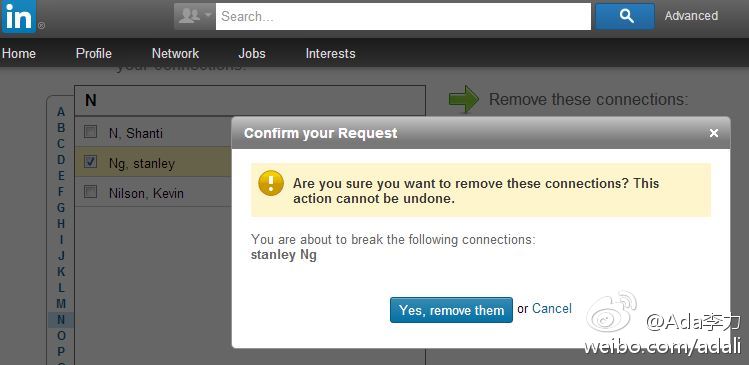 in ®
Search...
Advanced
Home Profile Network Jobs Interests
your connections.
N
Remove these connections:
A
B
C
D
E
F
G
H
I
J
K
L
M
N
O
P
N, Shanti
Ng, stanley
Nilson, Kevin
Confirm your Request
×
Are you sure you want to remove these connections? This
action cannot be undone.
You are about to break the following connections:
stanley Ng
Yes, remove them or Cancel
@Ada李力
weibo.com/adali